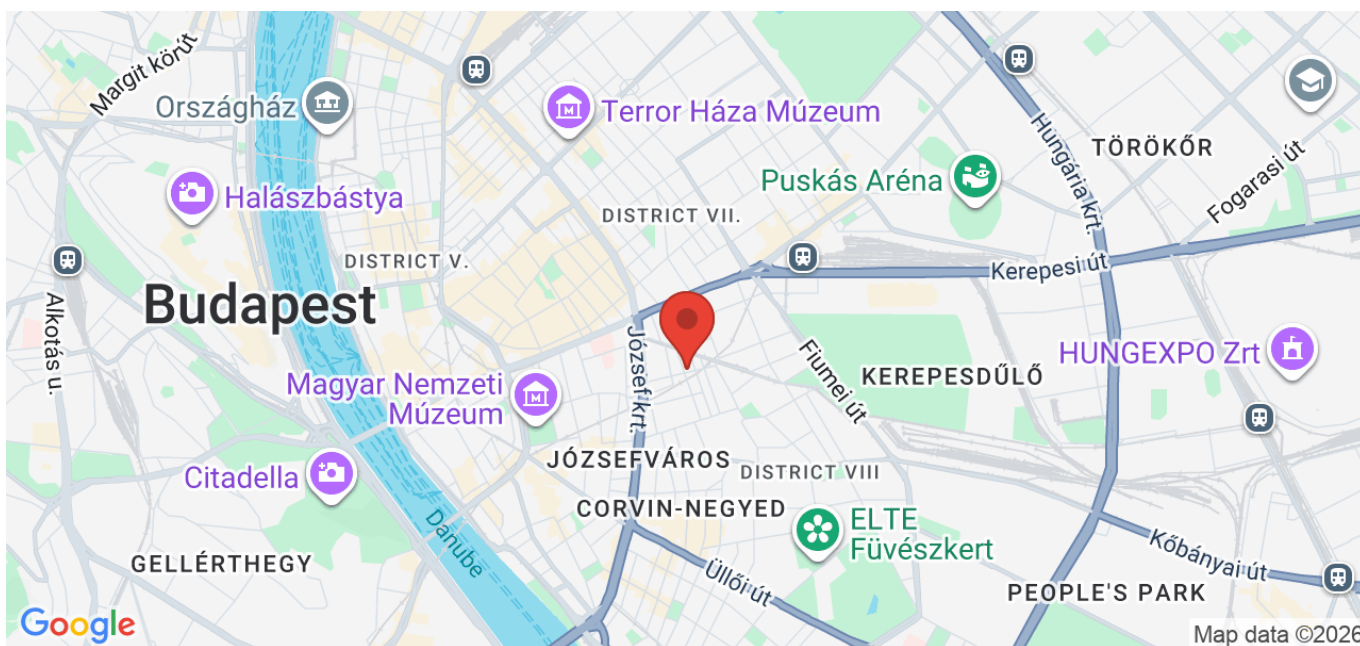 Margit körút
Országház
Terror Háza Múzeum
Hungária krt.
TÖRÖKŐR
Fogarasi út
Puskás Aréna
Halászbástya
DISTRICT VII.
DISTRICT V.
Kerepesi út
Budapest
Alkotás u.
József krt.
Fiumei út
HUNGEXPO Zrt
KEREPESDŰLŐ
Magyar Nemzeti
Múzeum
JÓZSEFVÁROS
DISTRICT VIII
Citadella
CORVIN-NEGYED
ELTE
Füvészkert
Danube
GELLÉRTHEGY
Üllői út
Kőbányai út
PEOPLE'S PARK
Google
Map data ©2026